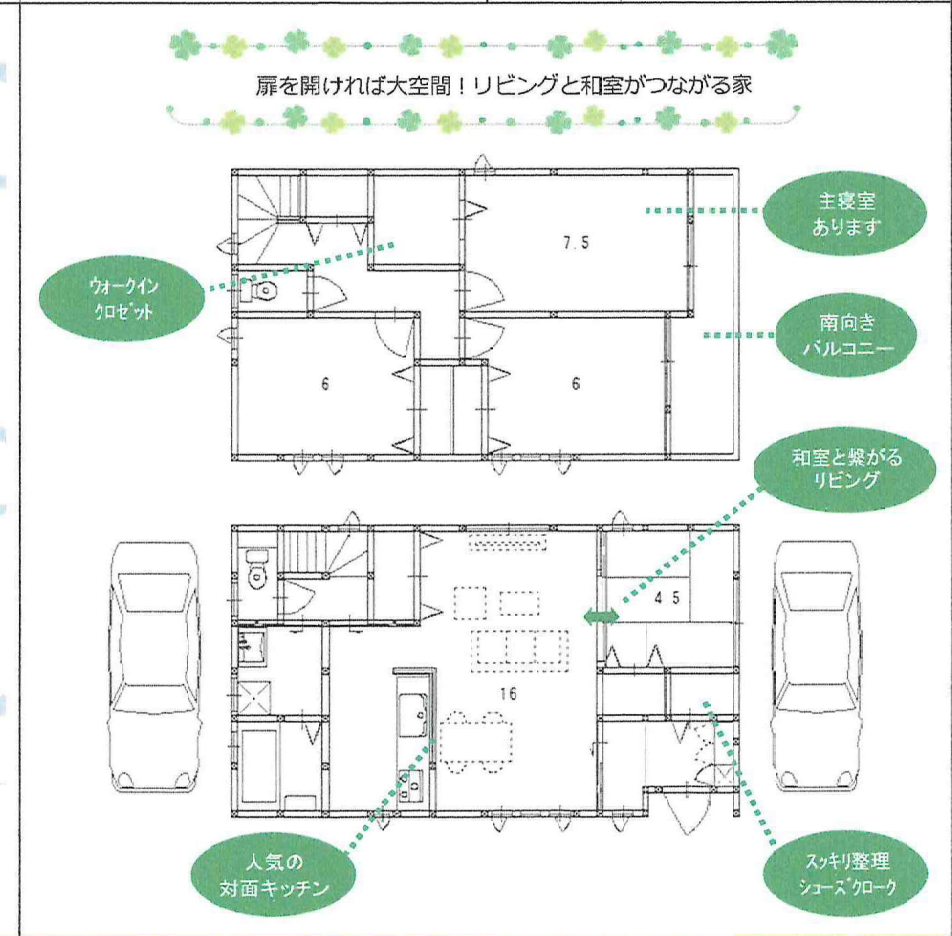 扉を開ければ大空間！リビングと和室がつながる家
主寝室
あります
7.5
ウォークイン
クロゼット
南向き
バルコニー
6
6
和室と繋がる
リビング
4 5
16
人気の
対面キッチン
スッキリ整理
シューズクローク